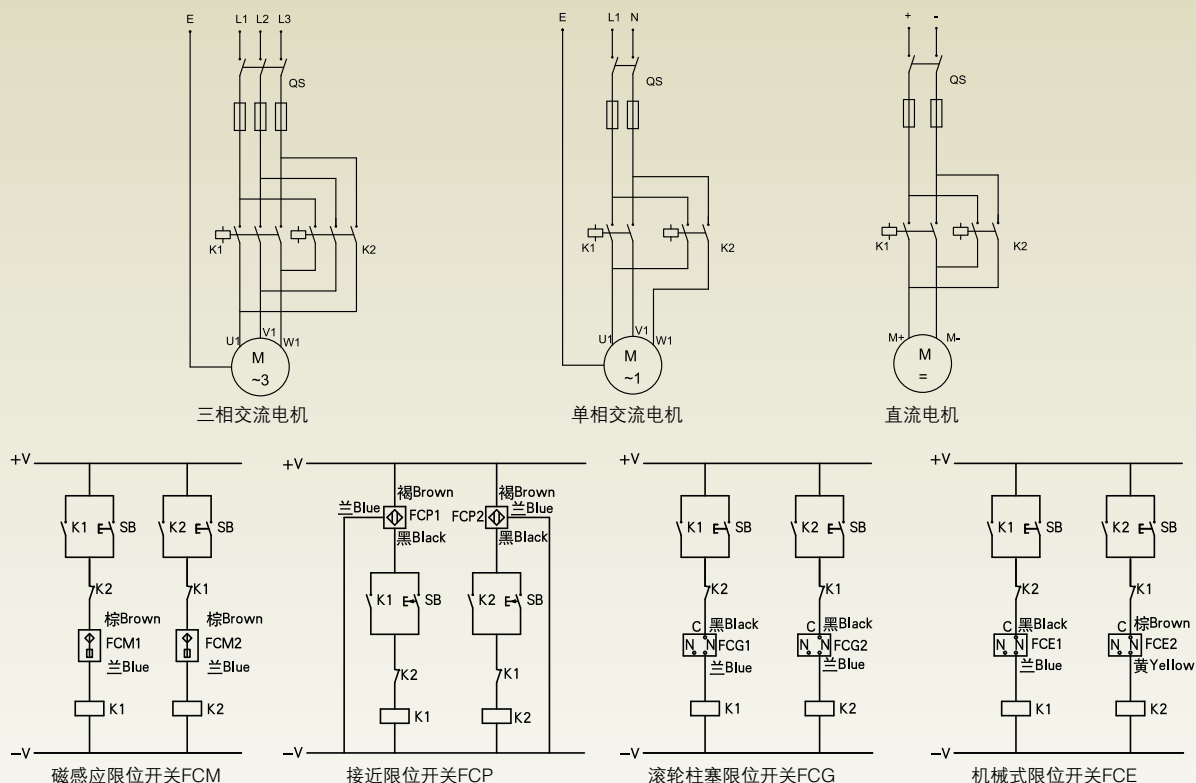 E L1 L2 L3
QS
K1 K2
U1 V1 W1
M
~3
三相交流电机
E L1 N
QS
K1 K2
U1 V1 W1
M
~1
单相交流电机
+ -
QS
K1 K2
M+ M-
M
=
直流电机
+V
K1 SB K2 SB
K2 K1
棕Brown 棕Brown
FCM1 FCM2
兰Blue 兰Blue
K1 K2
-V
磁感应限位开关FCM
+V
褐Brown 褐Brown
兰Blue FCP1 FCP2 兰Blue
黑Black 黑Black
K1 SB K2 SB
K2 K1
K1 K2
-V
接近限位开关FCP
+V
K1 SB K2 SB
K2 K1
C 黑Black C 黑Black
N N FCG1 N N FCG2
兰Blue 兰Blue
K1 K2
-V
滚轮柱塞限位开关FCG
+V
K1 SB K2 SB
K2 K1
C 黑Black C 棕Brown
N N FCE1 N N FCE2
兰Blue 黄Yellow
K1 K2
-V
机械式限位开关FCE